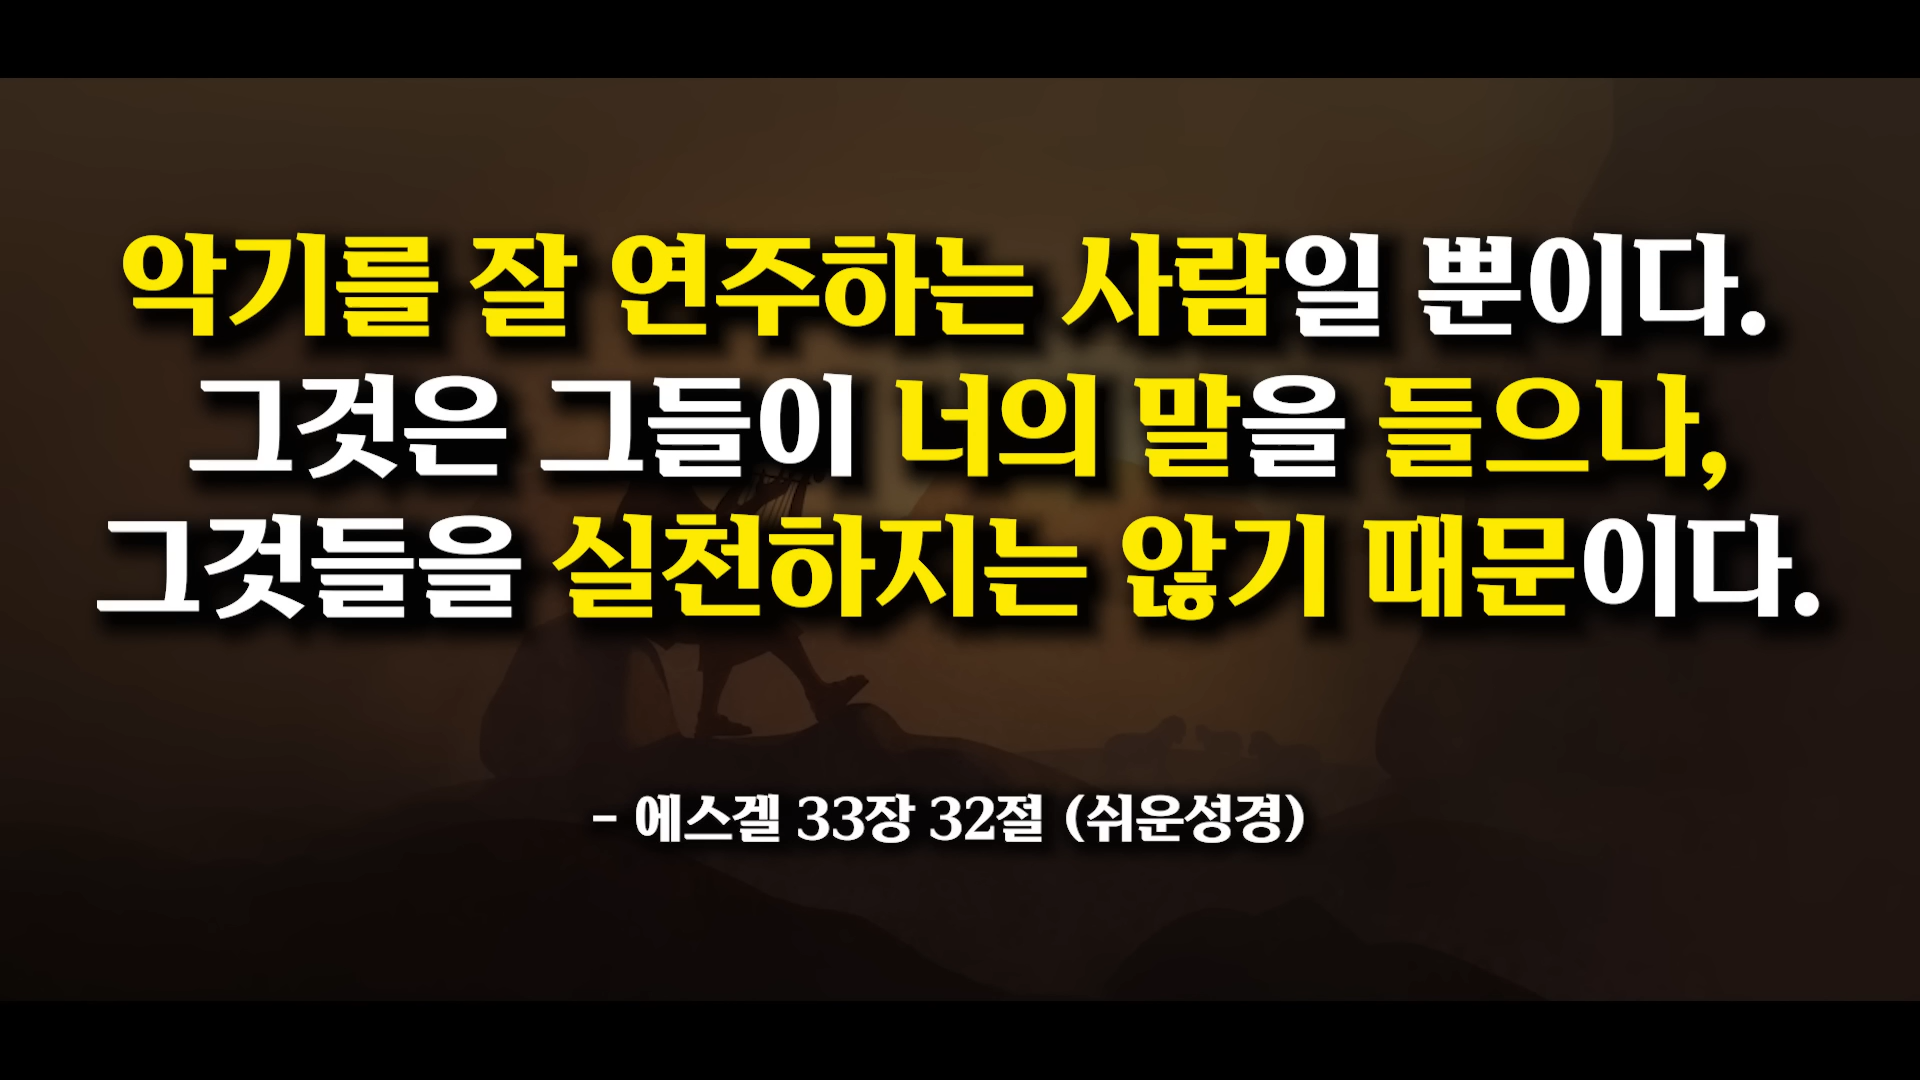 악기를 잘 연주하는 사람일 뿐이다.
그것은 그들이 너의 말을 들으나,
그것들을 실천하지는 않기 때문이다.
- 에스겔 33장 32절 (쉬운성경)